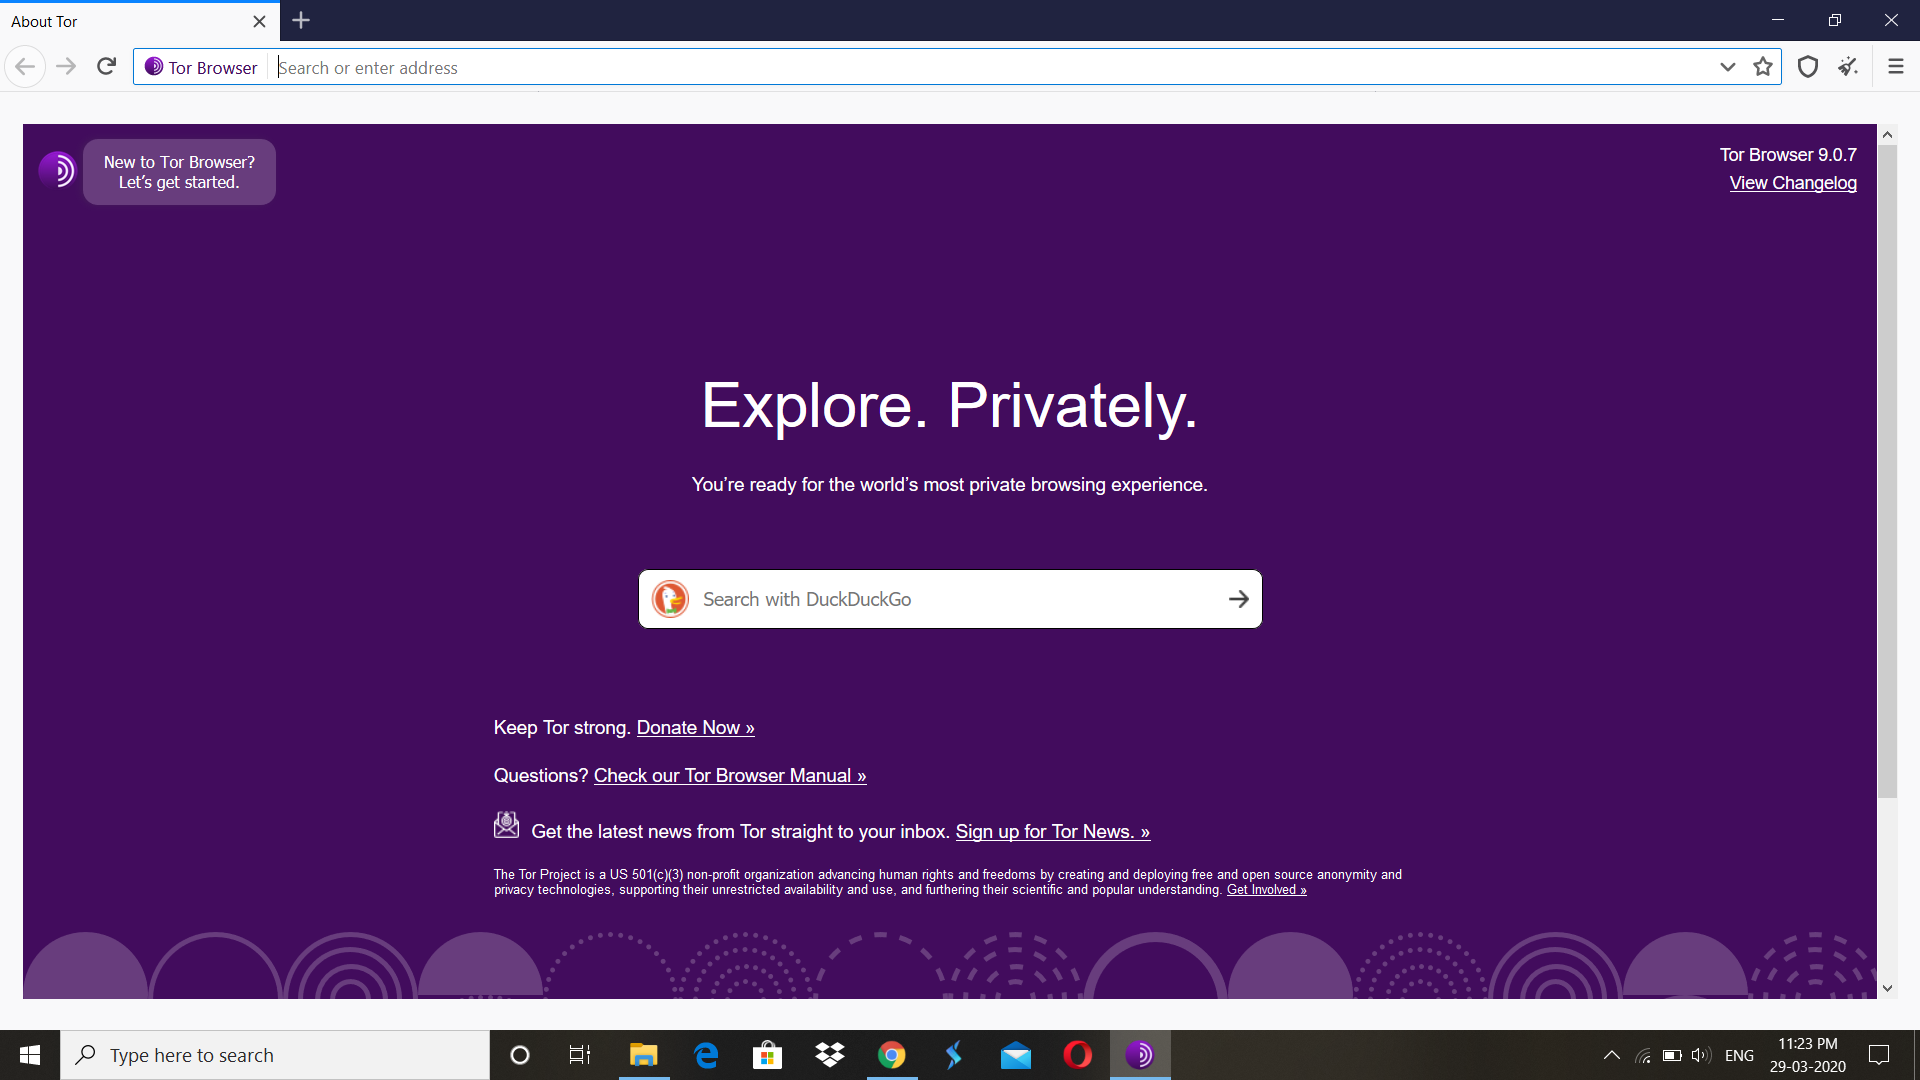 About Tor
Tor Browser
Search or enter address
New to Tor Browser?
Let’s get started.
Tor Browser 9.0.7
View Changelog
Explore. Privately.
You’re ready for the world’s most private browsing experience.
Search with DuckDuckGo
Keep Tor strong. Donate Now »
Questions? Check our Tor Browser Manual »
Get the latest news from Tor straight to your inbox. Sign up for Tor News. »
The Tor Project is a US 501(c)(3) non-profit organization advancing human rights and freedoms by creating and deploying free and open source anonymity and
privacy technologies, supporting their unrestricted availability and use, and furthering their scientific and popular understanding. Get Involved »
Type here to search
ENG
11:23 PM
29-03-2020